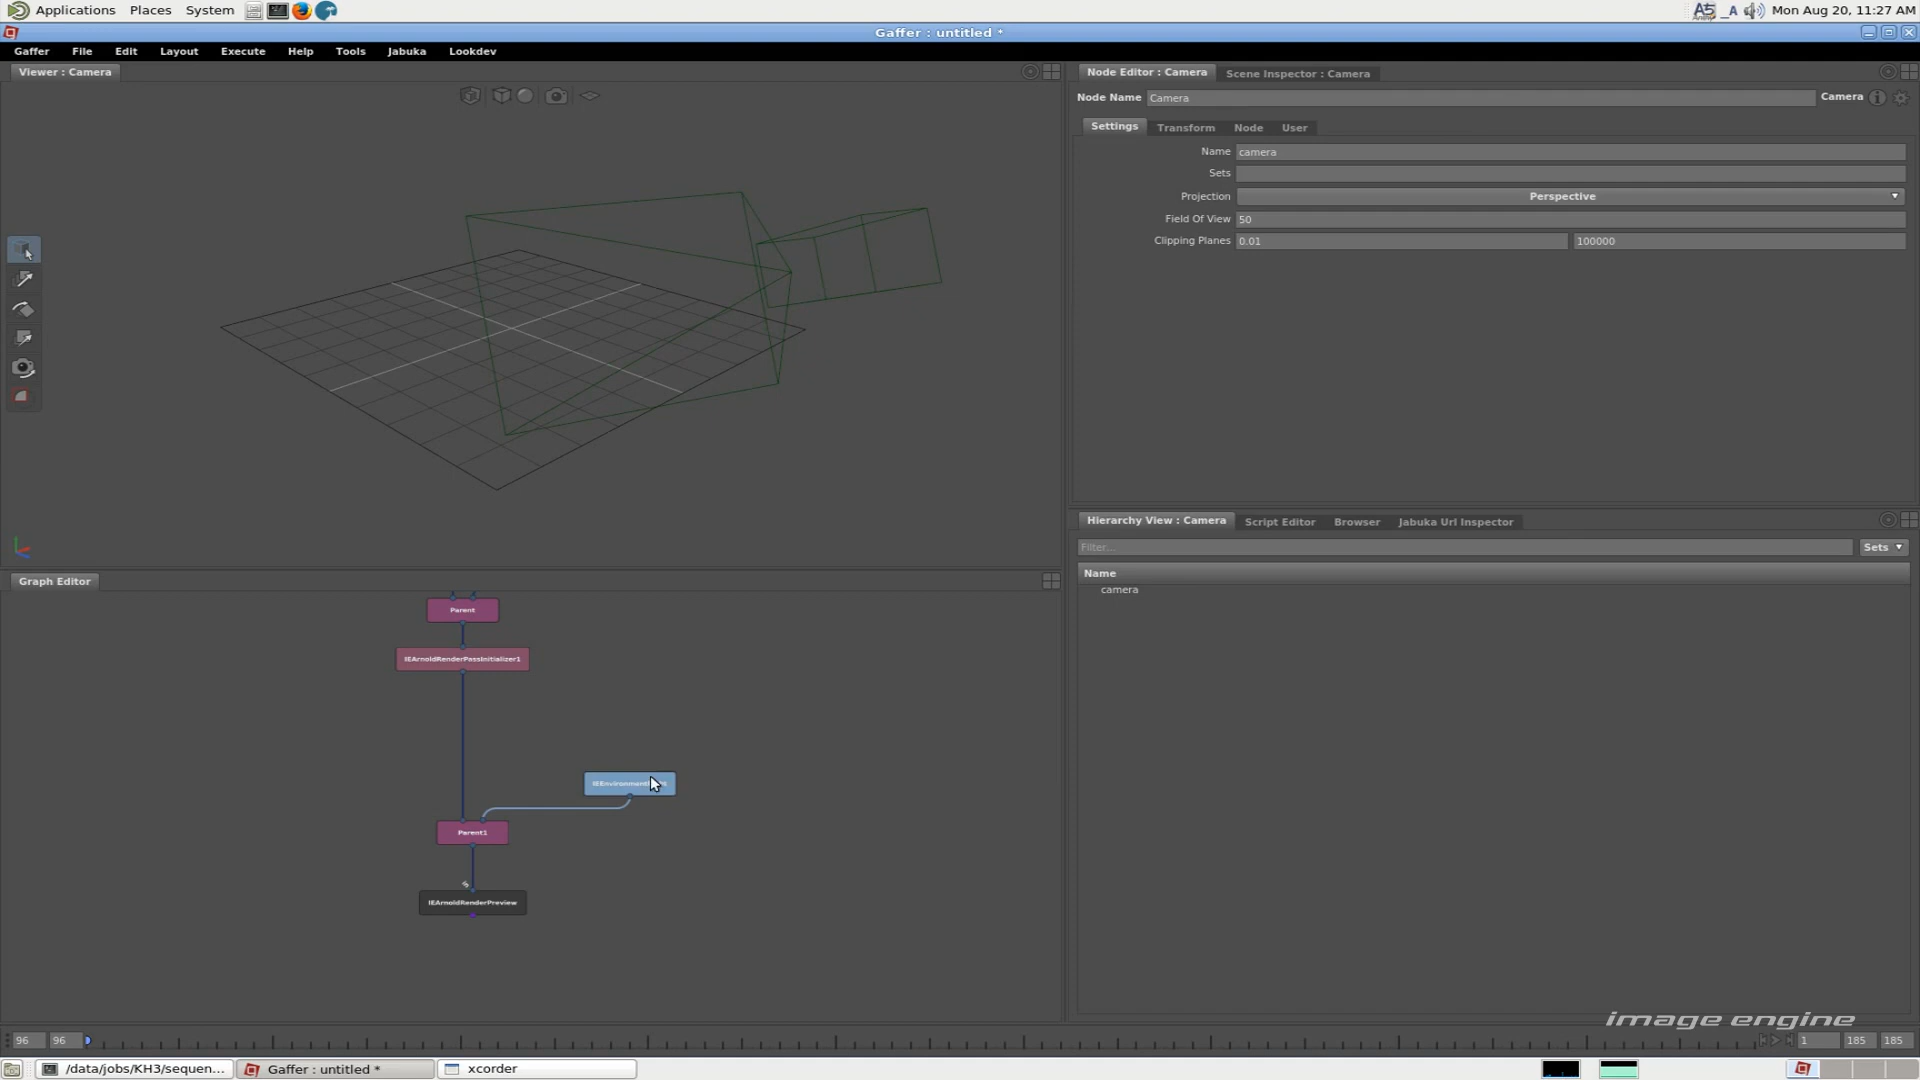 Applications Places System
A5 _A Mon Aug 20, 11:27 AM
Gaffer : untitled *
Gaffer File Edit Layout Execute Help Tools Jabuka Lookdev
Viewer : Camera
Node Editor : Camera Scene Inspector : Camera
Node Name Camera Camera
Settings Transform Node User
Name camera
Sets
Projection Perspective
Field Of View 50
Clipping Planes 0.01 100000
Hierarchy View : Camera Script Editor Browser Jabuka Url Inspector
Filter... Sets
Name
camera
Graph Editor
Parent
IEArnoldRenderPassInitializer1
Parent1
IEArnoldRenderPreview
image engine
96 96 1 185 185
/data/jobs/KH3/sequen... Gaffer : untitled * xcorder